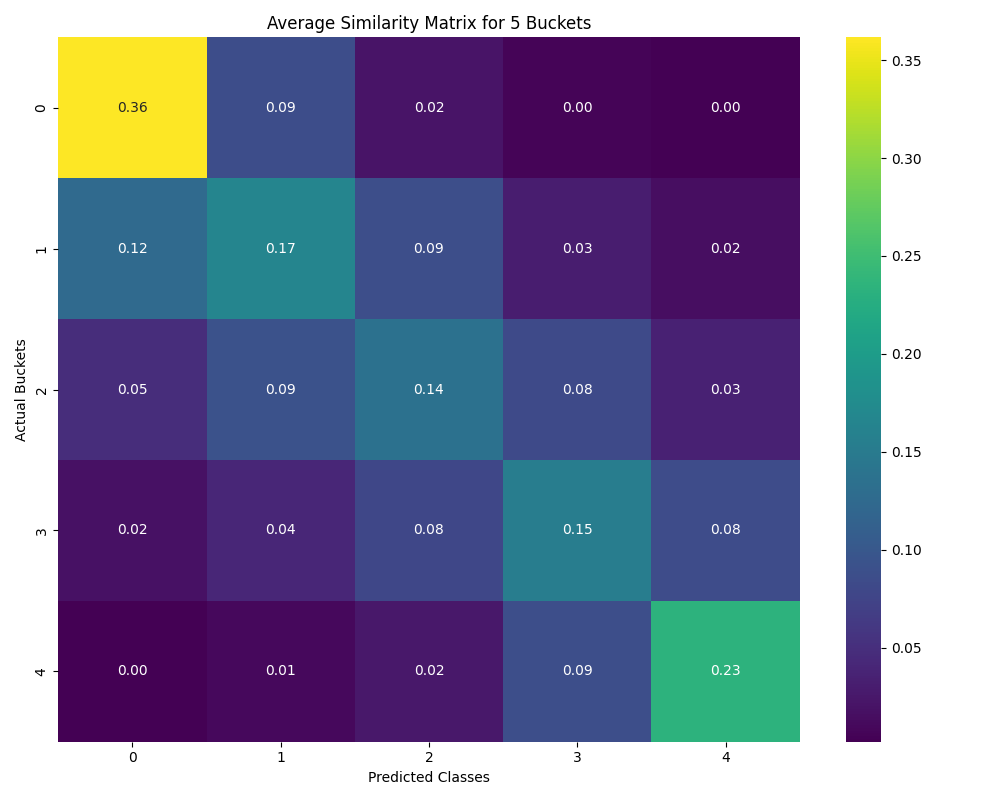 Average Similarity Matrix for 5 Buckets
0 0.36 0.09 0.02 0.00 0.00
1 0.12 0.17 0.09 0.03 0.02
2 0.05 0.09 0.14 0.08 0.03
3 0.02 0.04 0.08 0.15 0.08
4 0.00 0.01 0.02 0.09 0.23
0 1 2 3 4
Predicted Classes
Actual Buckets
0.35
0.30
0.25
0.20
0.15
0.10
0.05